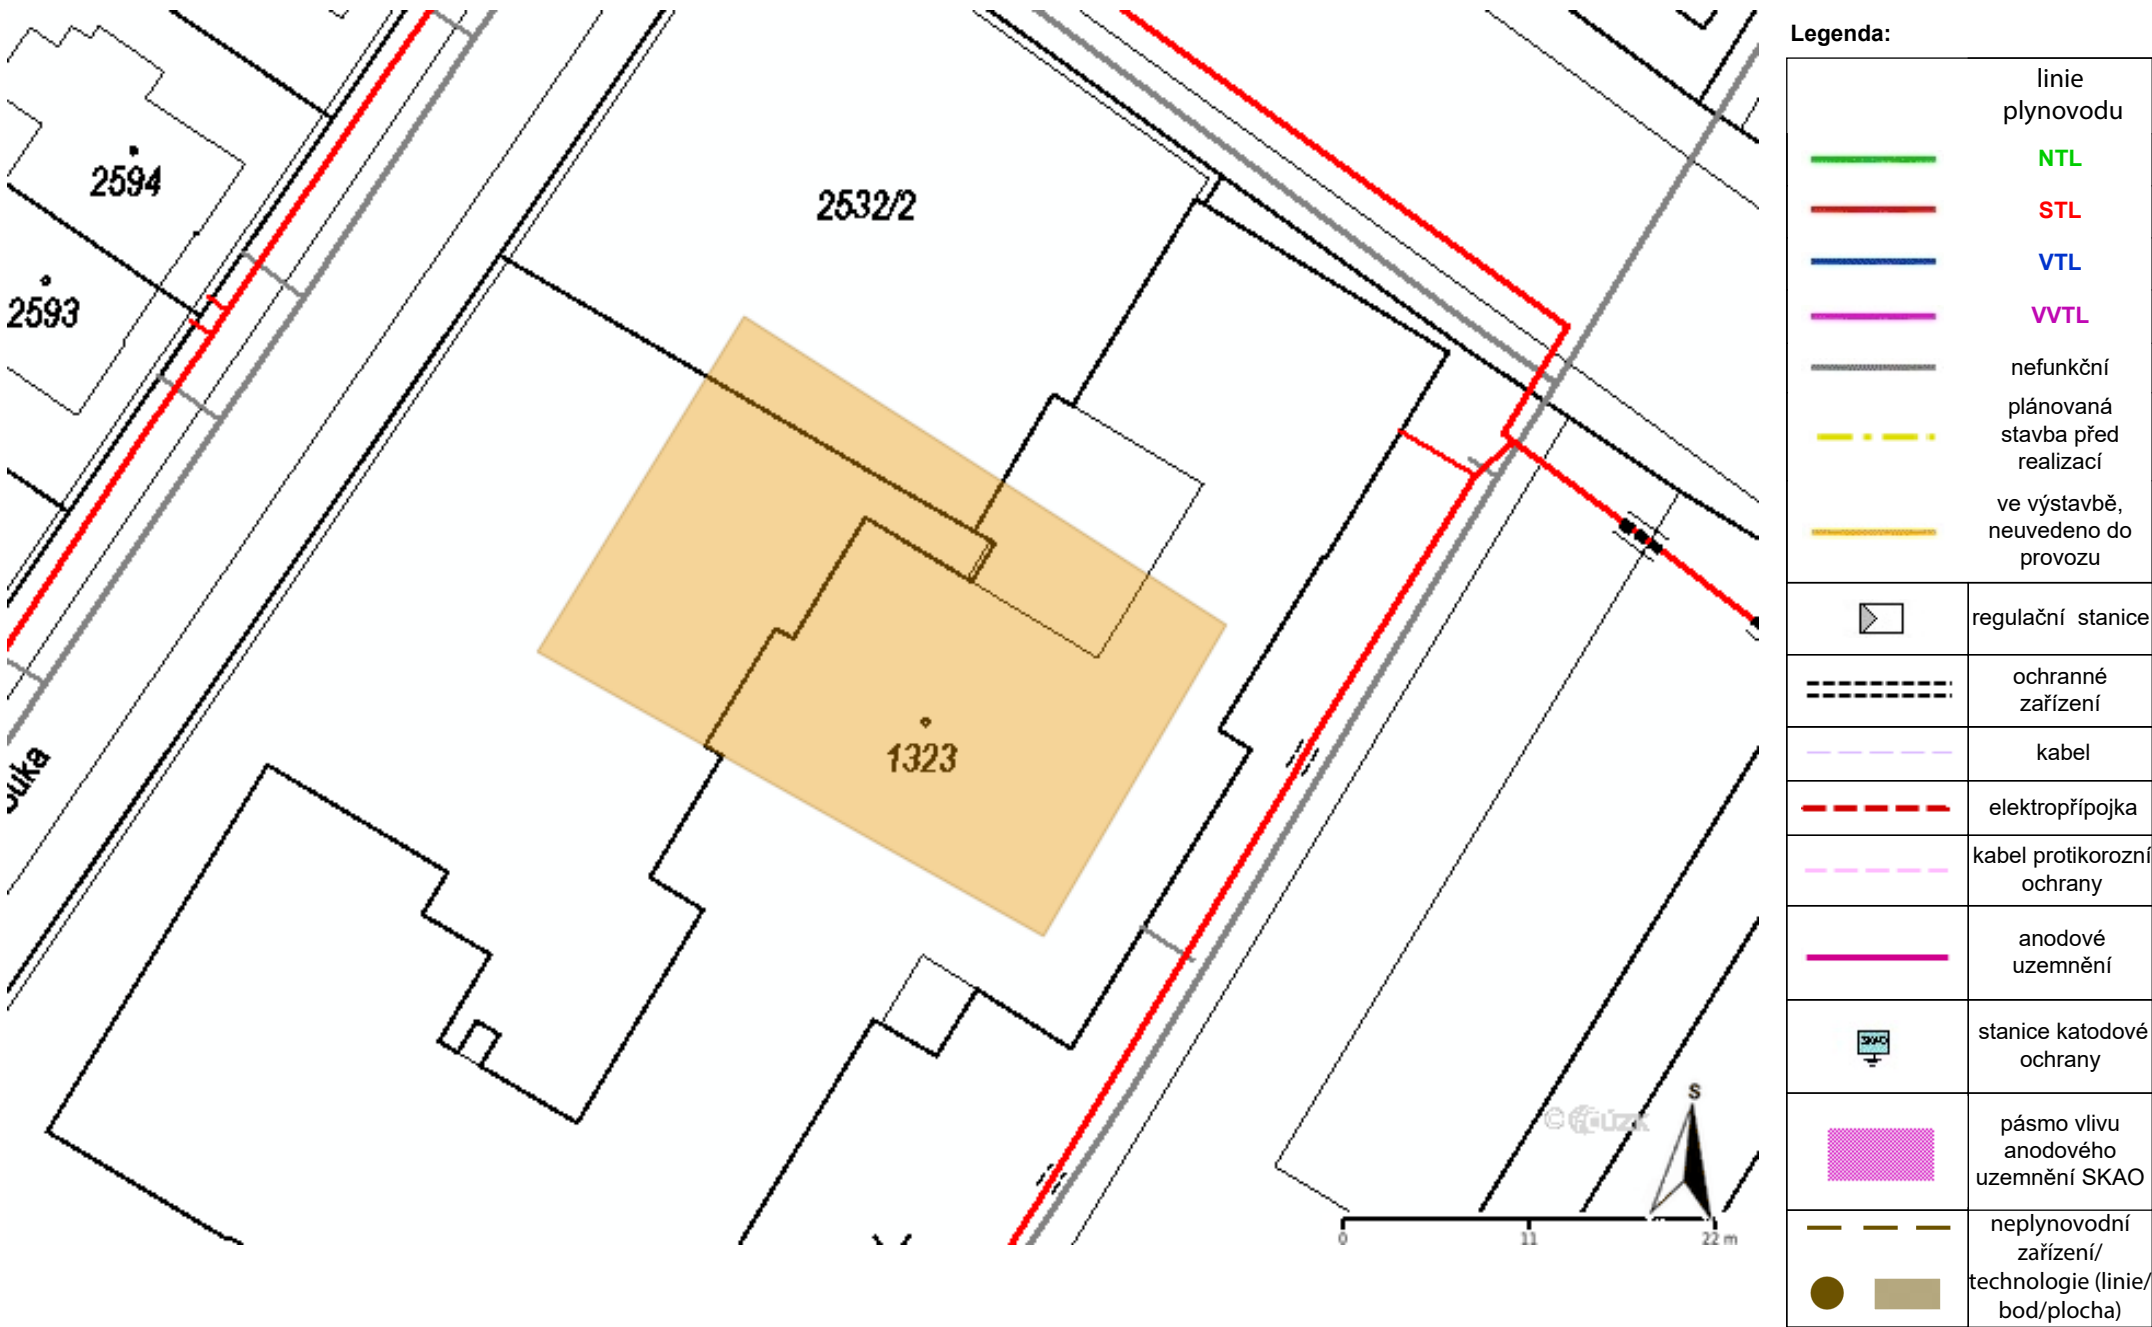 2594
2593
2532/2
1323
S
0 11 22 m
Legenda:
linie
plynovodu
NTL
STL
VTL
VVTL
nefunkční
plánovaná
stavba před
realizací
ve výstavbě,
neuvedeno do
provozu
regulační stanice
ochranné
zařízení
kabel
elektropřípojka
kabel protikorozní
ochrany
anodové
uzemnění
SKAO
stanice katodové
ochrany
pásmo vlivu
anodového
uzemnění SKAO
neplynovodní
zařízení/
technologie (linie/
bod/plocha)